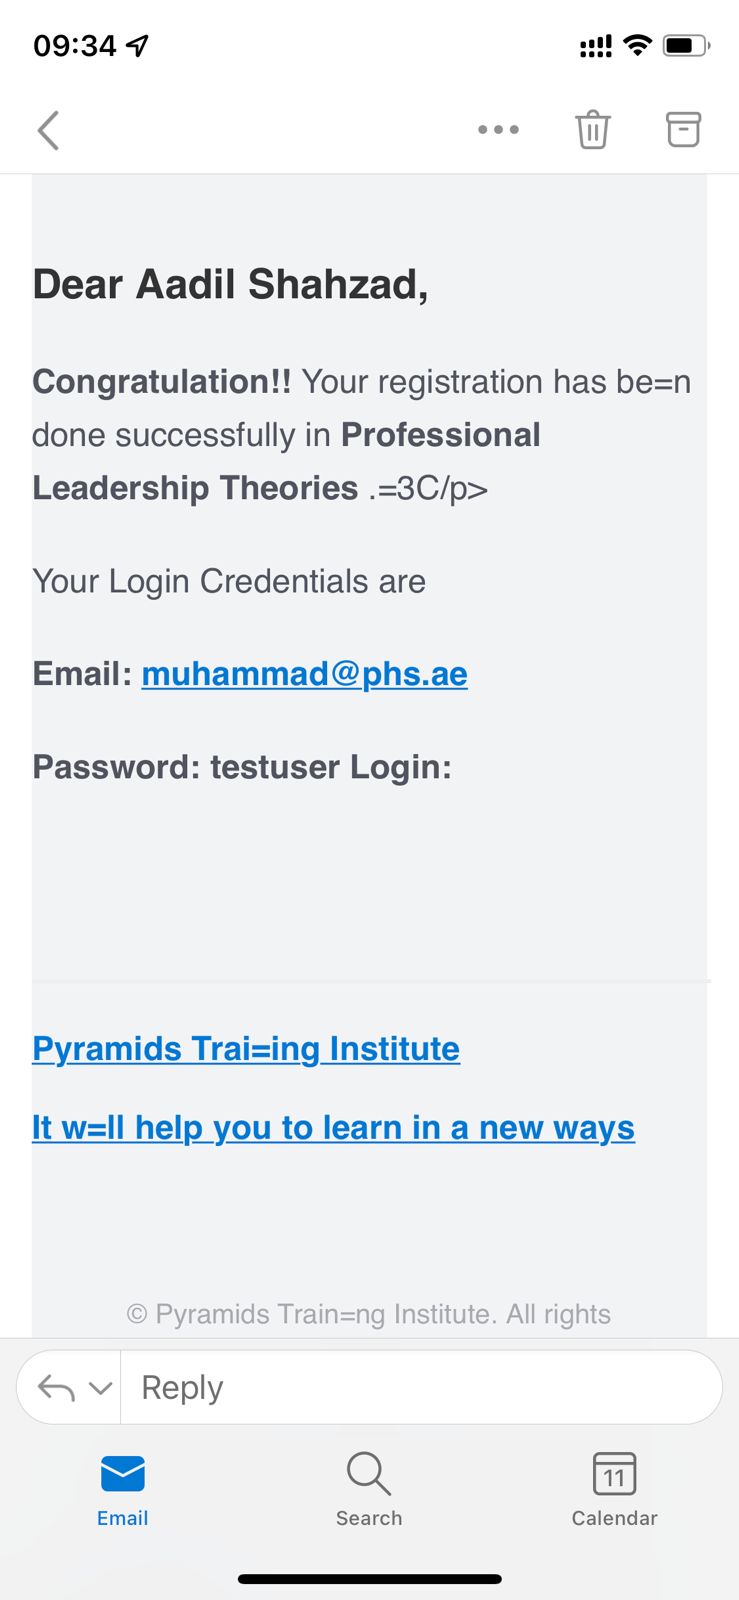 09:34
Dear Aadil Shahzad,
Congratulation!! Your registration has be=n
done successfully in Professional
Leadership Theories .=3C/p>
Your Login Credentials are
Email: muhammad@phs.ae
Password: testuser Login:
Pyramids Trai=ing Institute
It w=ll help you to learn in a new ways
© Pyramids Train=ng Institute. All rights
Reply
11
Email Search Calendar